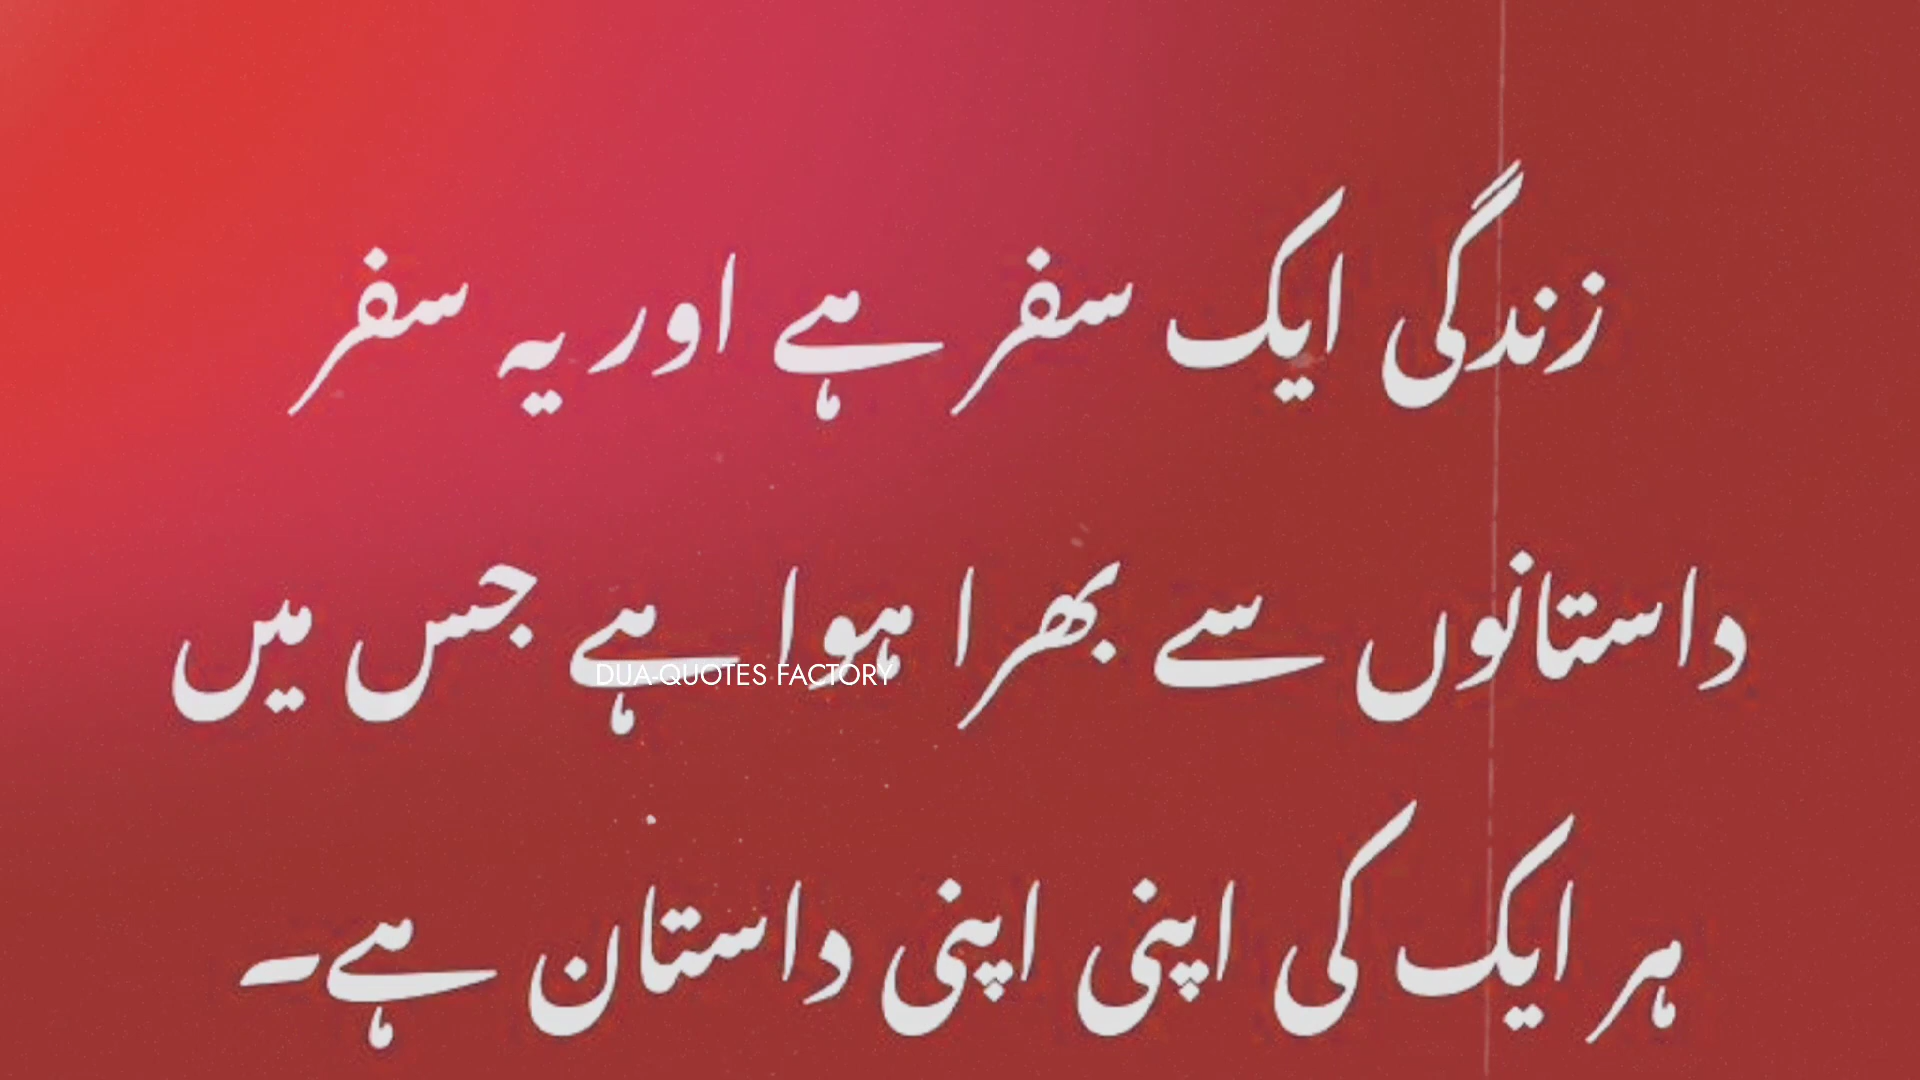 زندگی ایک سفر ہے اور یہ سفر
داستانوں سے بھرا ہوا ہے جس میں
DUA-QUOTES FACTORY
ہر ایک کی اپنی اپنی داستان ہے۔